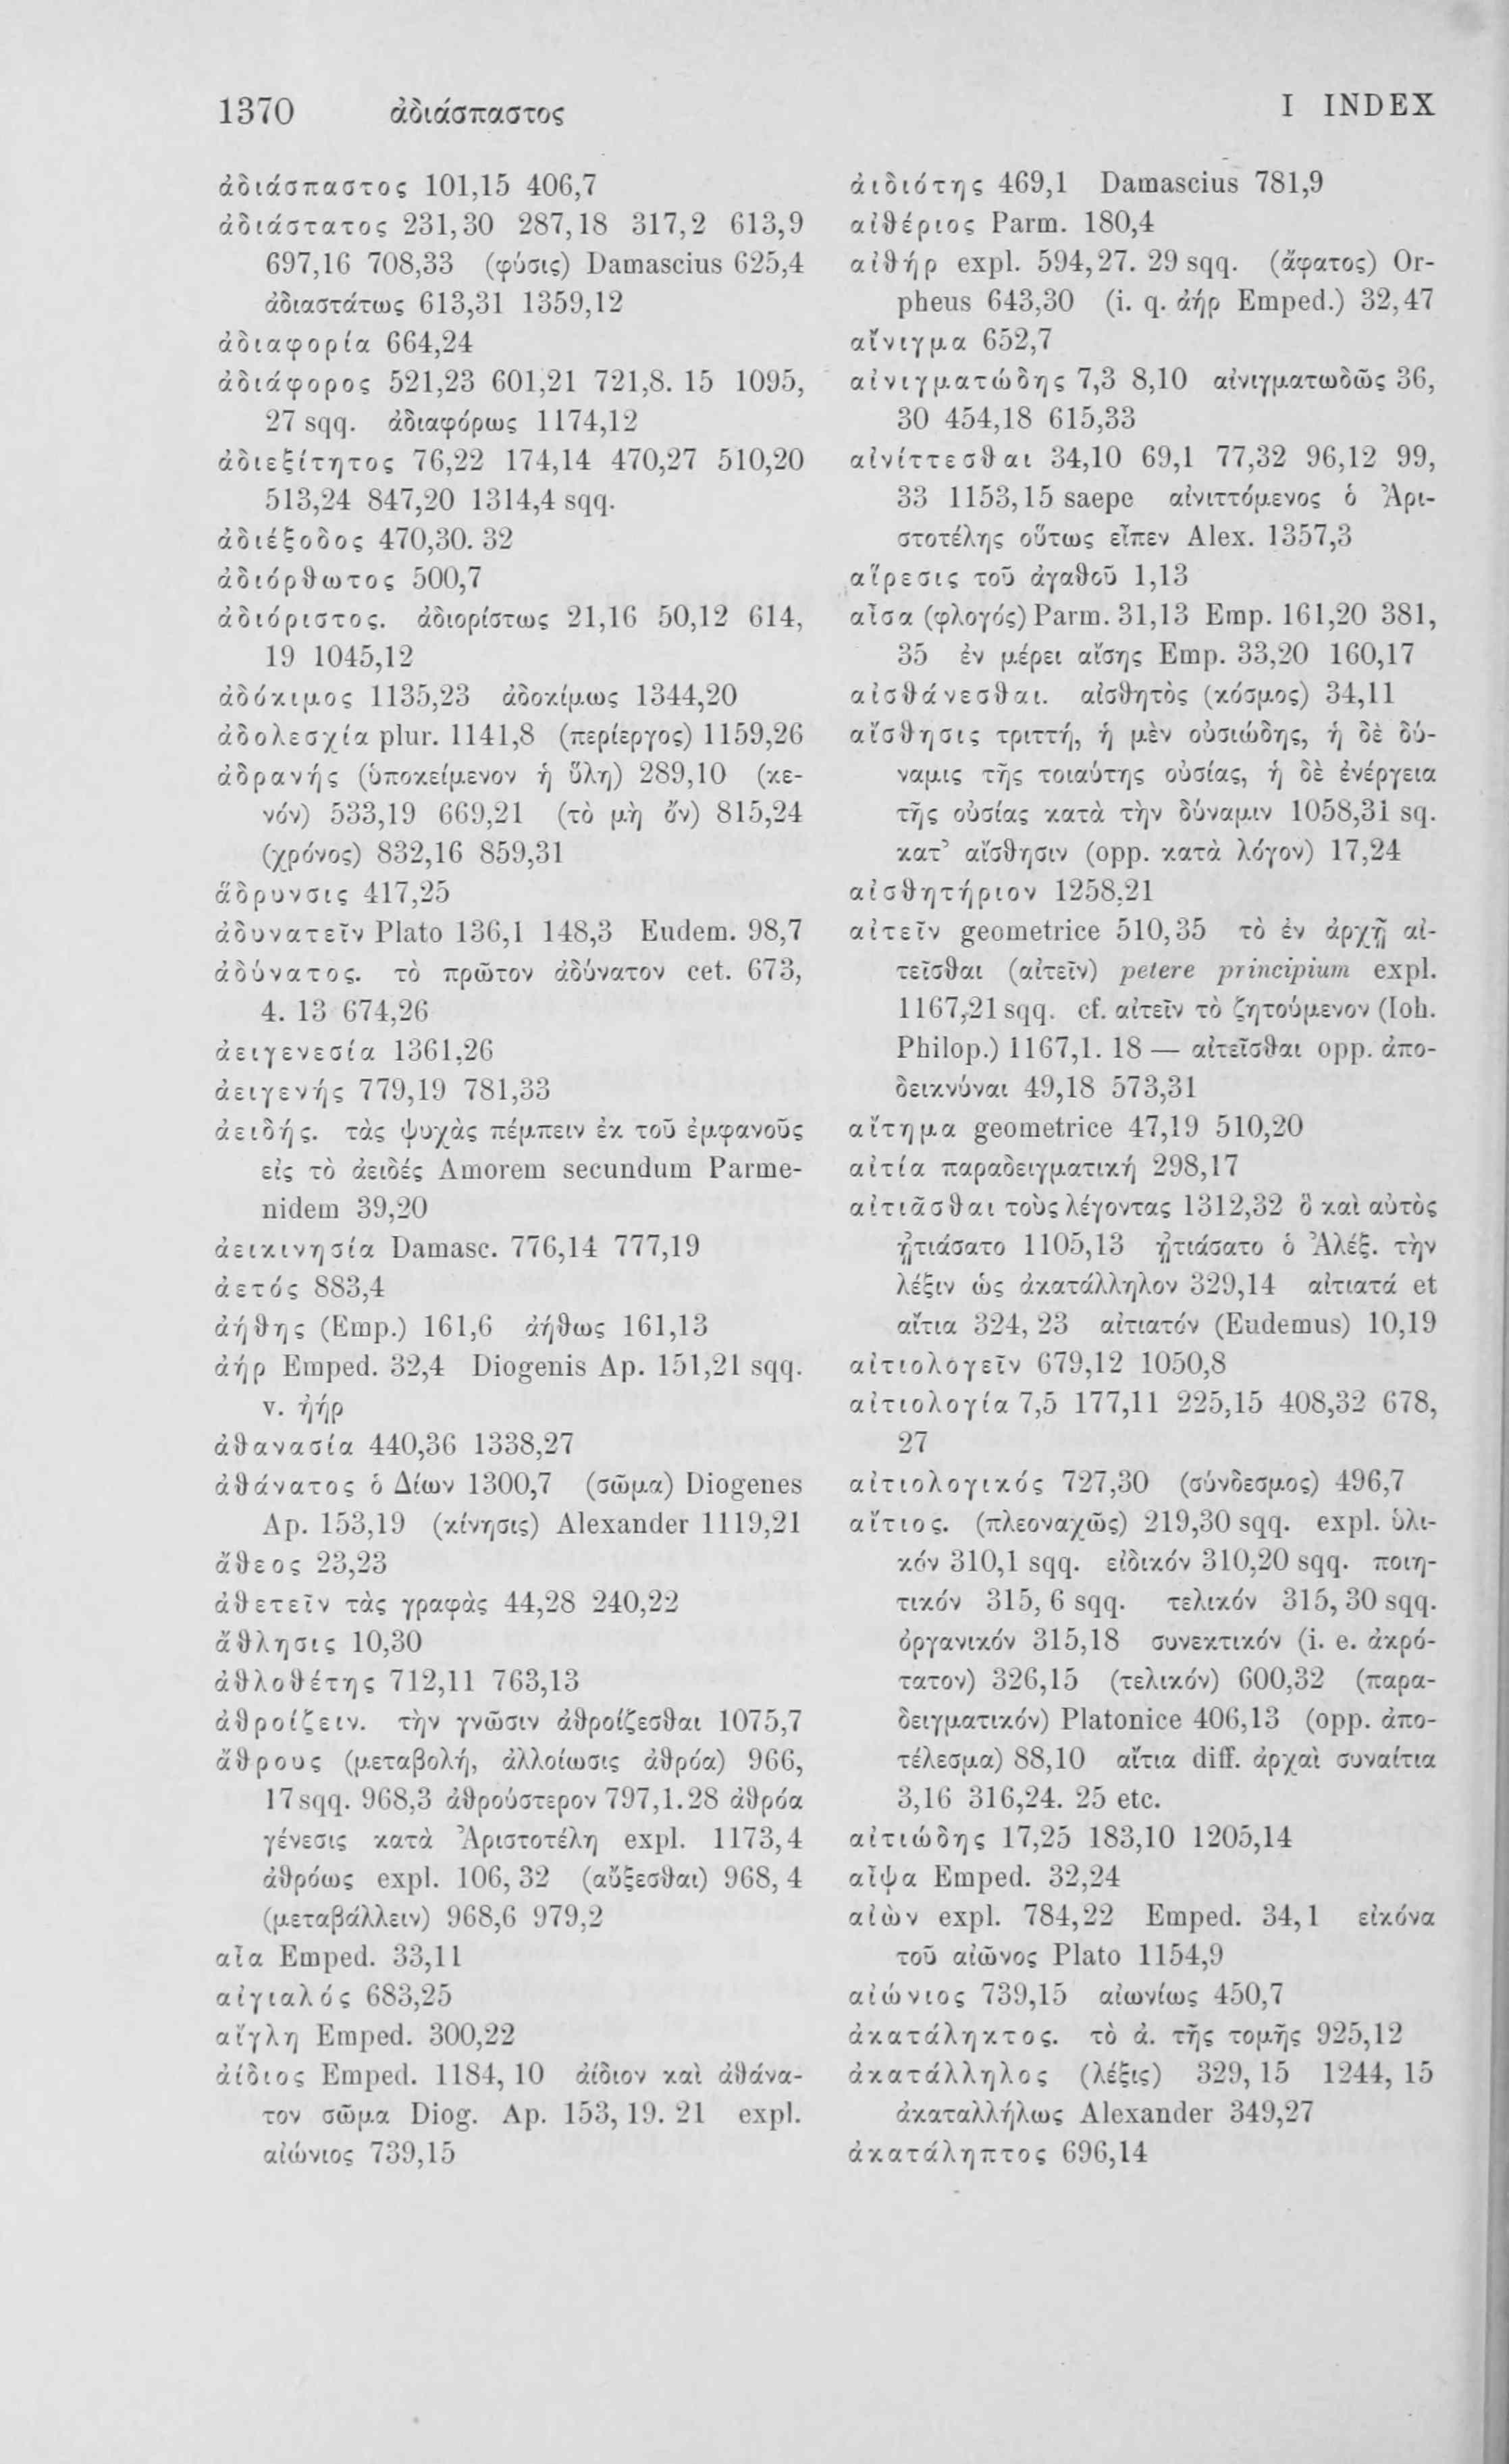 1370 ἀδιάσπαστος
I INDEX
ἀδιάσπαστος 101,15 406,7
ἀδιάστατος 231,30 287,18 317,2 613,9
697,16 708,33 (φύσις) Damascius 625,4
ἀδιαστάτως 613,31 1359,12
ἀδιαφορία 664,24
ἀδιάφορος 521,23 601,21 721,8. 15 1095,
27 sqq. ἀδιαφόρως 1174,12
ἀδιεξίτητος 76,22 174,14 470,27 510,20
513,24 847,20 1314,4 sqq.
ἀδιέξοδος 470,30. 32
ἀδιόρθωτος 500,7
ἀδιόριστος. ἀδιορίστως 21,16 50,12 614,
19 1045,12
ἀδόκιμος 1135,23 ἀδοκίμως 1344,20
ἀδολεσχία plur. 1141,8 (περίεργος) 1159,26
ἀδρανής (ὑποκείμενον ἡ ὕλη) 289,10 (κε-
νόν) 533,19 669,21 (τὸ μὴ ὄν) 815,24
(χρόνος) 832,16 859,31
ἅδρυνσις 417,25
ἀδυνατεῖν Plato 136,1 148,3 Eudem. 98,7
ἀδύνατος. τὸ πρῶτον ἀδύνατον cet. 673,
4. 13 674,26
ἀειγενεσία 1361,26
ἀειγενής 779,19 781,33
ἀειδής. τὰς ψυχὰς πέμπειν ἐκ τοῦ ἐμφανοῦς
εἰς τὸ ἀειδές Amorem secundum Parme-
nidem 39,20
ἀεικινησία Damasc. 776,14 777,19
ἀετός 883,4
ἀήθης (Emp.) 161,6 ἀήθως 161,13
ἀήρ Emped. 32,4 Diogenis Ap. 151,21 sqq.
v. ἠήρ
ἀθανασία 440,36 1338,27
ἀθάνατος ὁ Δίων 1300,7 (σῶμα) Diogenes
Ap. 153,19 (κίνησις) Alexander 1119,21
ἄθεος 23,23
ἀθετεῖν τὰς γραφὰς 44,28 240,22
ἄθλησις 10,30
ἀθλοθέτης 712,11 763,13
ἀθροίζειν. τὴν γνῶσιν ἀθροίζεσθαι 1075,7
ἄθρους (μεταβολή, ἀλλοίωσις ἀθρόα) 966,
17 sqq. 968,3 ἀθρούστερον 797,1.28 ἀθρόα
γένεσις κατὰ Ἀριστοτέλη expl. 1173,4
ἀθρόως expl. 106, 32 (αὔξεσθαι) 968, 4
(μεταβάλλειν) 968,6 979,2
αἶα Emped. 33,11
αἰγιαλός 683,25
αἴγλη Emped. 300,22
ἀίδιος Emped. 1184, 10 ἀίδιον καὶ ἀθάνα-
τον σῶμα Diog. Ap. 153, 19. 21 expl.
αἰώνιος 739,15
ἀιδιότης 469,1 Damascius 781,9
αἰθέριος Parm. 180,4
αἰθήρ expl. 594,27. 29 sqq. (ἄφατος) Or-
pheus 643,30 (i. q. ἀήρ Emped.) 32,47
αἴνιγμα 652,7
αἰνιγματώδης 7,3 8,10 αἰνιγματωδῶς 36,
30 454,18 615,33
αἰνίττεσθαι 34,10 69,1 77,32 96,12 99,
33 1153,15 saepe αἰνιττόμενος ὁ Ἀρι-
στοτέλης οὕτως εἶπεν Alex. 1357,3
αἵρεσις τοῦ ἀγαθοῦ 1,13
αἶσα (φλογός) Parm. 31,13 Emp. 161,20 381,
35 ἐν μέρει αἴσης Emp. 33,20 160,17
αἰσθάνεσθαι. αἰσθητὸς (κόσμος) 34,11
αἴσθησις τριττή, ἡ μὲν οὐσιώδης, ἡ δὲ δύ-
ναμις τῆς τοιαύτης οὐσίας, ἡ δὲ ἐνέργεια
τῆς οὐσίας κατὰ τὴν δύναμιν 1058,31 sq.
κατ’ αἴσθησιν (opp. κατὰ λόγον) 17,24
αἰσθητήριον 1258,21
αἰτεῖν geometrice 510,35 τὸ ἐν ἀρχῇ αἰ-
τεῖσθαι (αἰτεῖν) petere principium expl.
1167,21 sqq. cf. αἰτεῖν τὸ ζητούμενον (Ioh.
Philop.) 1167,1. 18 — αἰτεῖσθαι opp. ἀπο-
δεικνύναι 49,18 573,31
αἴτημα geometrice 47,19 510,20
αἰτία παραδειγματική 298,17
αἰτιᾶσθαι τοὺς λέγοντας 1312,32 ὃ καὶ αὐτὸς
ᾐτιάσατο 1105,13 ᾐτιάσατο ὁ Ἀλέξ. τὴν
λέξιν ὡς ἀκατάλληλον 329,14 αἰτιατά et
αἴτια 324, 23 αἰτιατόν (Eudemus) 10,19
αἰτιολογεῖν 679,12 1050,8
αἰτιολογία 7,5 177,11 225,15 408,32 678,
27
αἰτιολογικός 727,30 (σύνδεσμος) 496,7
αἴτιος. (πλεοναχῶς) 219,30 sqq. expl. ὑλι-
κόν 310,1 sqq. εἰδικόν 310,20 sqq. ποιη-
τικόν 315, 6 sqq. τελικόν 315, 30 sqq.
ὀργανικόν 315,18 συνεκτικόν (i. e. ἀκρό-
τατον) 326,15 (τελικόν) 600,32 (παρα-
δειγματικόν) Platonice 406,13 (opp. ἀπο-
τέλεσμα) 88,10 αἴτια diff. ἀρχαὶ συναίτια
3,16 316,24. 25 etc.
αἰτιώδης 17,25 183,10 1205,14
αἶψα Emped. 32,24
αἰὼν expl. 784,22 Emped. 34,1 εἰκόνα
τοῦ αἰῶνος Plato 1154,9
αἰώνιος 739,15 αἰωνίως 450,7
ἀκατάληκτος. τὸ ἀ. τῆς τομῆς 925,12
ἀκατάλληλος (λέξις) 329, 15 1244, 15
ἀκαταλλήλως Alexander 349,27
ἀκατάληπτος 696,14